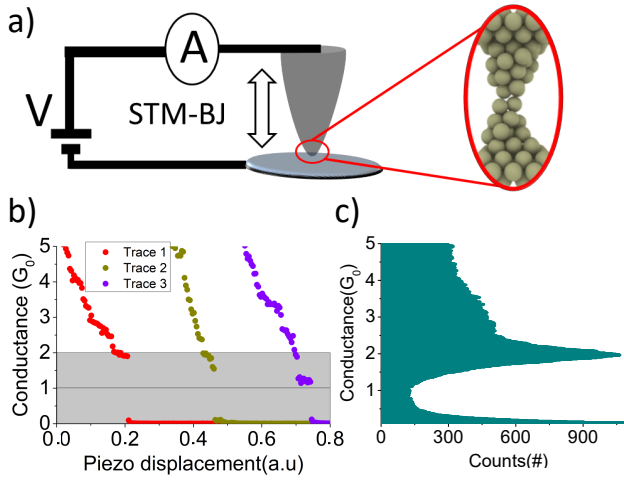 a)
A
V
STM-BJ
b)
Conductance (G₀)
5
4
3
2
1
0
Trace 1
Trace 2
Trace 3
0.0 0.2 0.4 0.6 0.8
Piezo displacement(a.u)
c)
Conductance(G₀)
5
4
3
2
1
300 600 900
Counts(#)